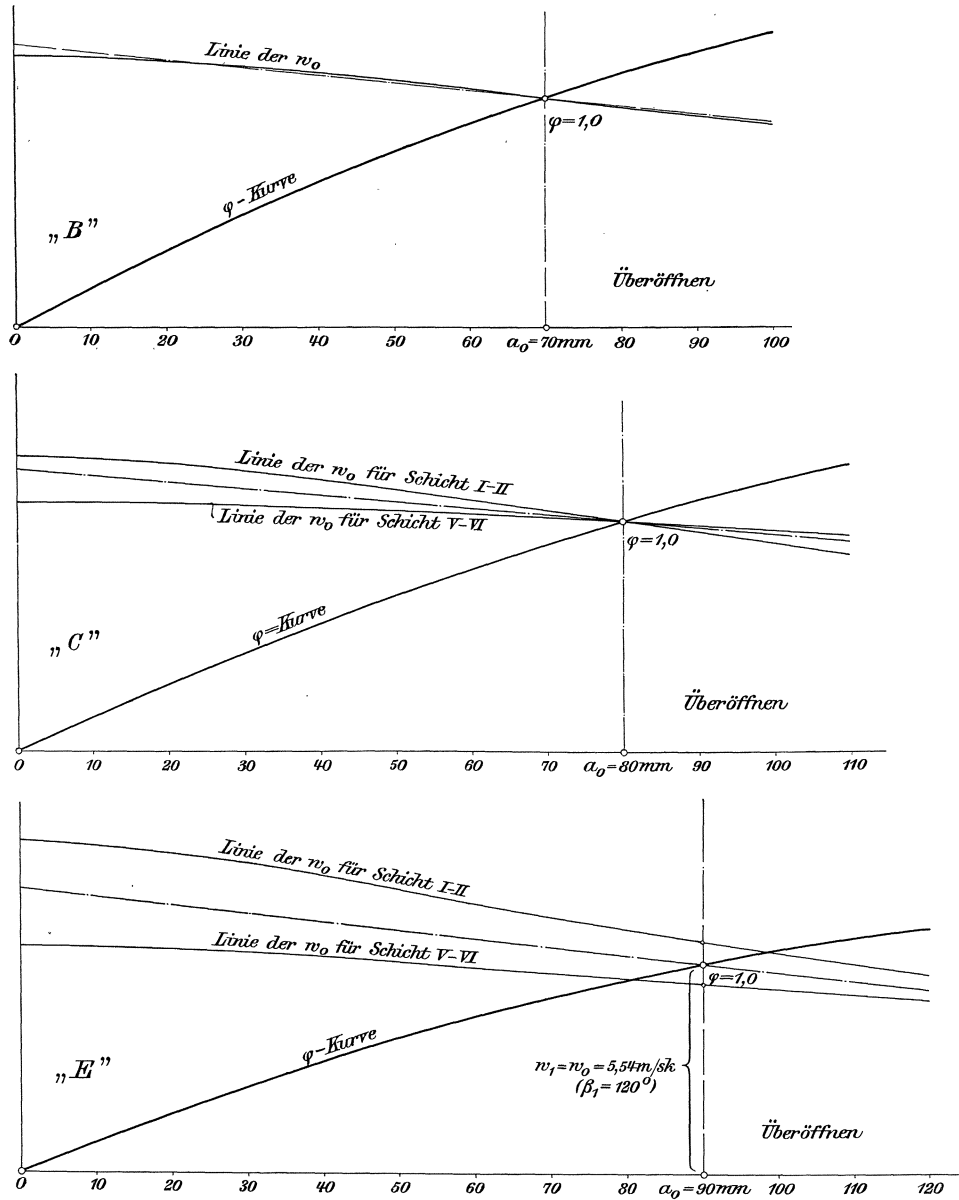 Linie der w₀
φ=1,0
φ-Kurve
„B”
Überöffnen
0 10 20 30 40 50 60 a₀=70mm 80 90 100
Linie der w₀ für Schicht I-II
Linie der w₀ für Schicht V-VI
φ=1,0
φ=Kurve
„C”
Überöffnen
0 10 20 30 40 50 60 70 a₀=80mm 90 100 110
Linie der w₀ für Schicht I-II
Linie der w₀ für Schicht V-VI
φ=1,0
φ-Kurve
„E”
w₁=w₀=5,54m/sk
(β₁=120⁰)
Überöffnen
0 10 20 30 40 50 60 70 80 a₀=90mm 100 110 120